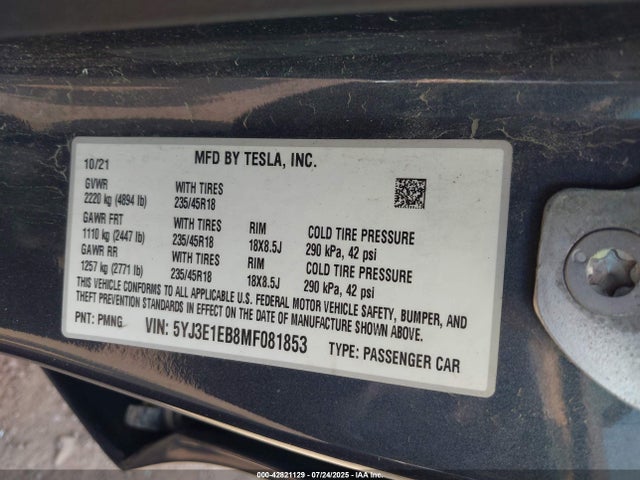 10/21 MFD BY TESLA, INC.
GVWR WITH TIRES
2220 kg (4894 lb) 235/45R18
GAWR FRT WITH TIRES RIM COLD TIRE PRESSURE
1110 kg (2447 lb) 235/45R18 18X8.5J 290 kPa, 42 psi
GAWR RR WITH TIRES RIM COLD TIRE PRESSURE
1257 kg (2771 lb) 235/45R18 18X8.5J 290 kPa, 42 psi
THIS VEHICLE CONFORMS TO ALL APPLICABLE U.S. FEDERAL MOTOR VEHICLE SAFETY, BUMPER, AND
THEFT PREVENTION STANDARDS IN EFFECT ON THE DATE OF MANUFACTURE SHOWN ABOVE.
PNT: PMNG VIN: 5YJ3E1EB8MF081853 TYPE: PASSENGER CAR
000-42821129 - 07/24/2025 - IAA, Inc.